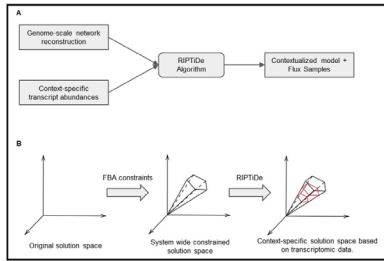 A
Genome-scale network
reconstruction
RIPTiDe
Algorithm
Contextualized model +
Flux Samples
Context-specific
transcript abundances
B
FBA constraints
RIPTiDe
Original solution space
System wide constrained
solution space
Context-specific solution space based
on transcriptomic data.